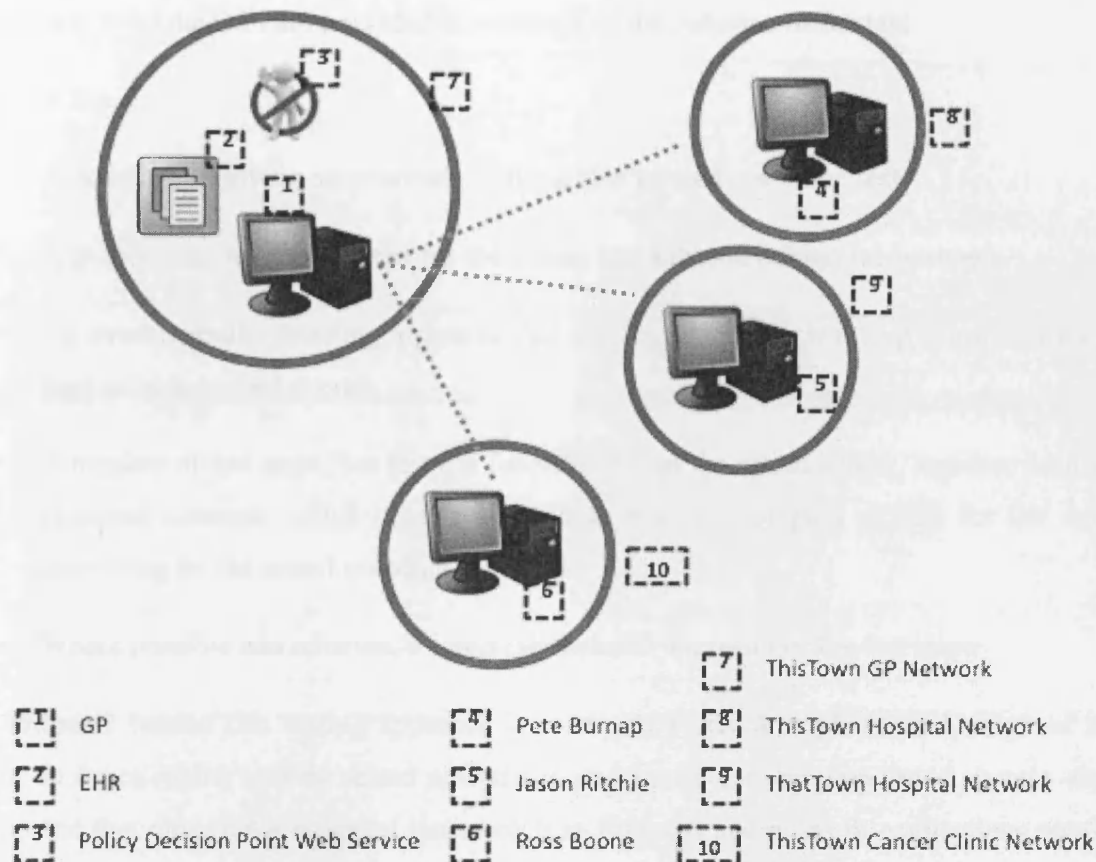 3
7
2
1
8
4
9
5
6
10
7 ThisTown GP Network
1 GP
4 Pete Burnap
8 ThisTown Hospital Network
2 EHR
5 Jason Ritchie
9 ThatTown Hospital Network
3 Policy Decision Point Web Service
6 Ross Boone
10 ThisTown Cancer Clinic Network